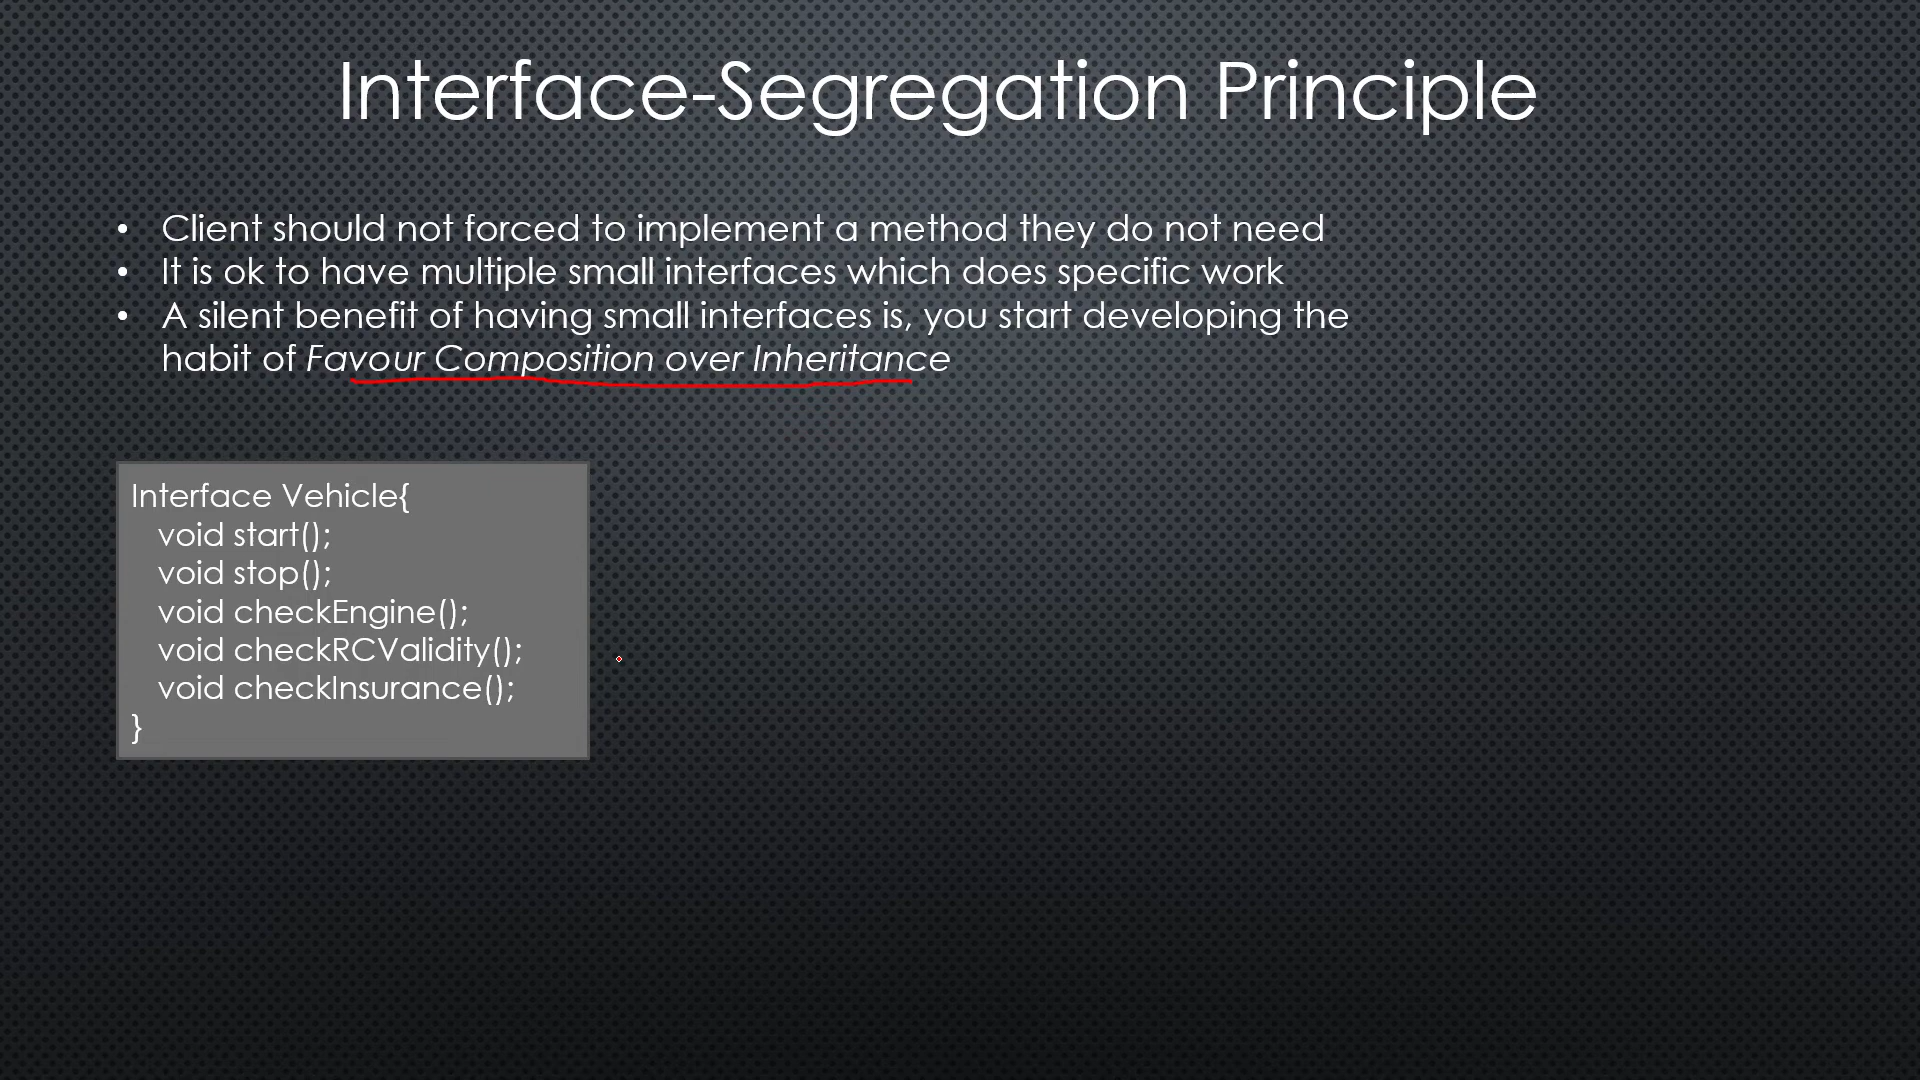 Interface-Segregation Principle
• Client should not forced to implement a method they do not need
• It is ok to have multiple small interfaces which does specific work
• A silent benefit of having small interfaces is, you start developing the
habit of Favour Composition over Inheritance
Interface Vehicle{
void start();
void stop();
void checkEngine();
void checkRCValidity();
void checkInsurance();
}